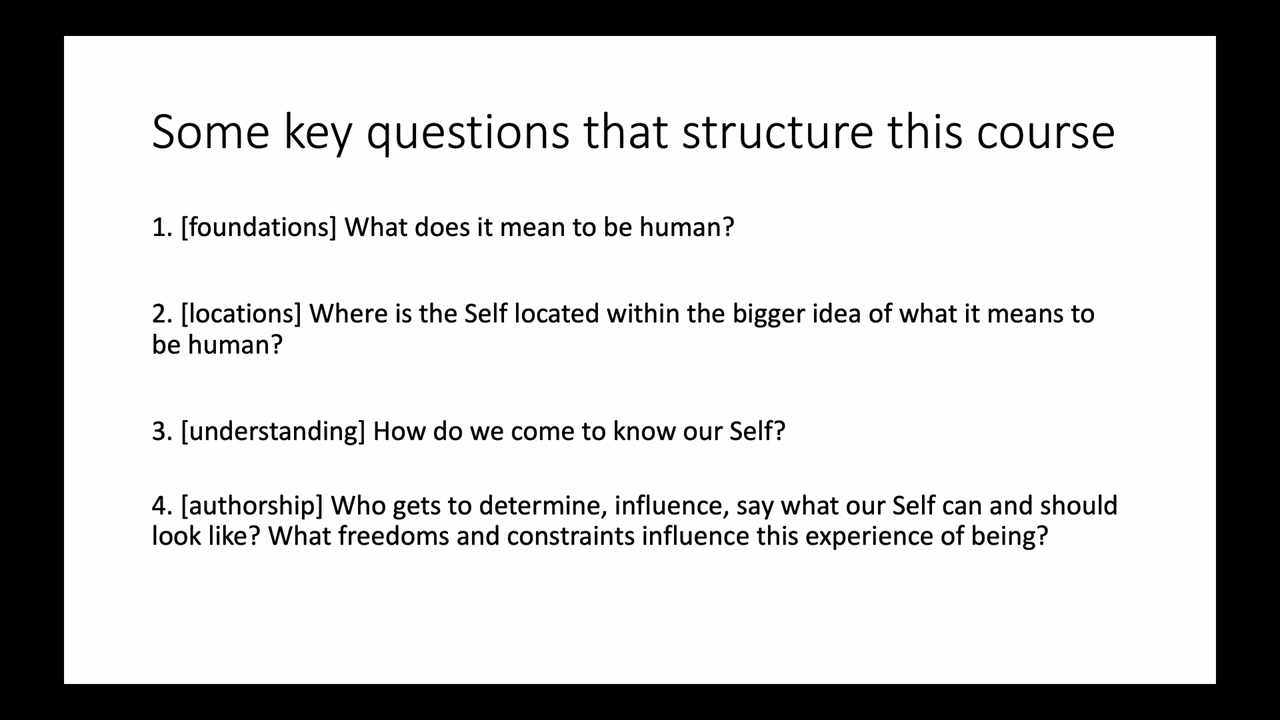 Some key questions that structure this course
1. [foundations] What does it mean to be human?
2. [locations] Where is the Self located within the bigger idea of what it means to
be human?
3. [understanding] How do we come to know our Self?
4. [authorship] Who gets to determine, influence, say what our Self can and should
look like? What freedoms and constraints influence this experience of being?